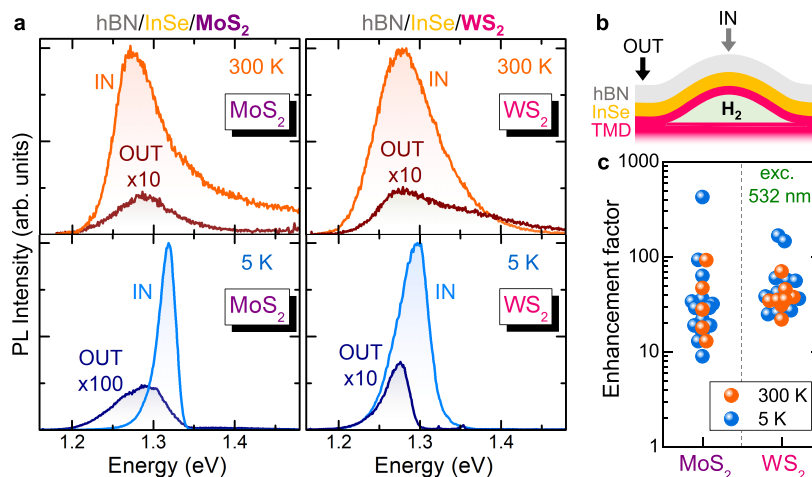 a
hBN/InSe/MoS₂
hBN/InSe/WS₂
PL Intensity (arb. units)
IN
300 K
MoS₂
OUT
x10
IN
300 K
WS₂
OUT
x10
5 K
IN
MoS₂
OUT
x100
5 K
IN
WS₂
OUT
x10
1.2 1.3 1.4
Energy (eV)
1.2 1.3 1.4
Energy (eV)
b
IN
OUT
hBN
InSe
TMD
H₂
c
Enhancement factor
1000
100
10
1
exc.
532 nm
300 K
5 K
MoS₂
WS₂